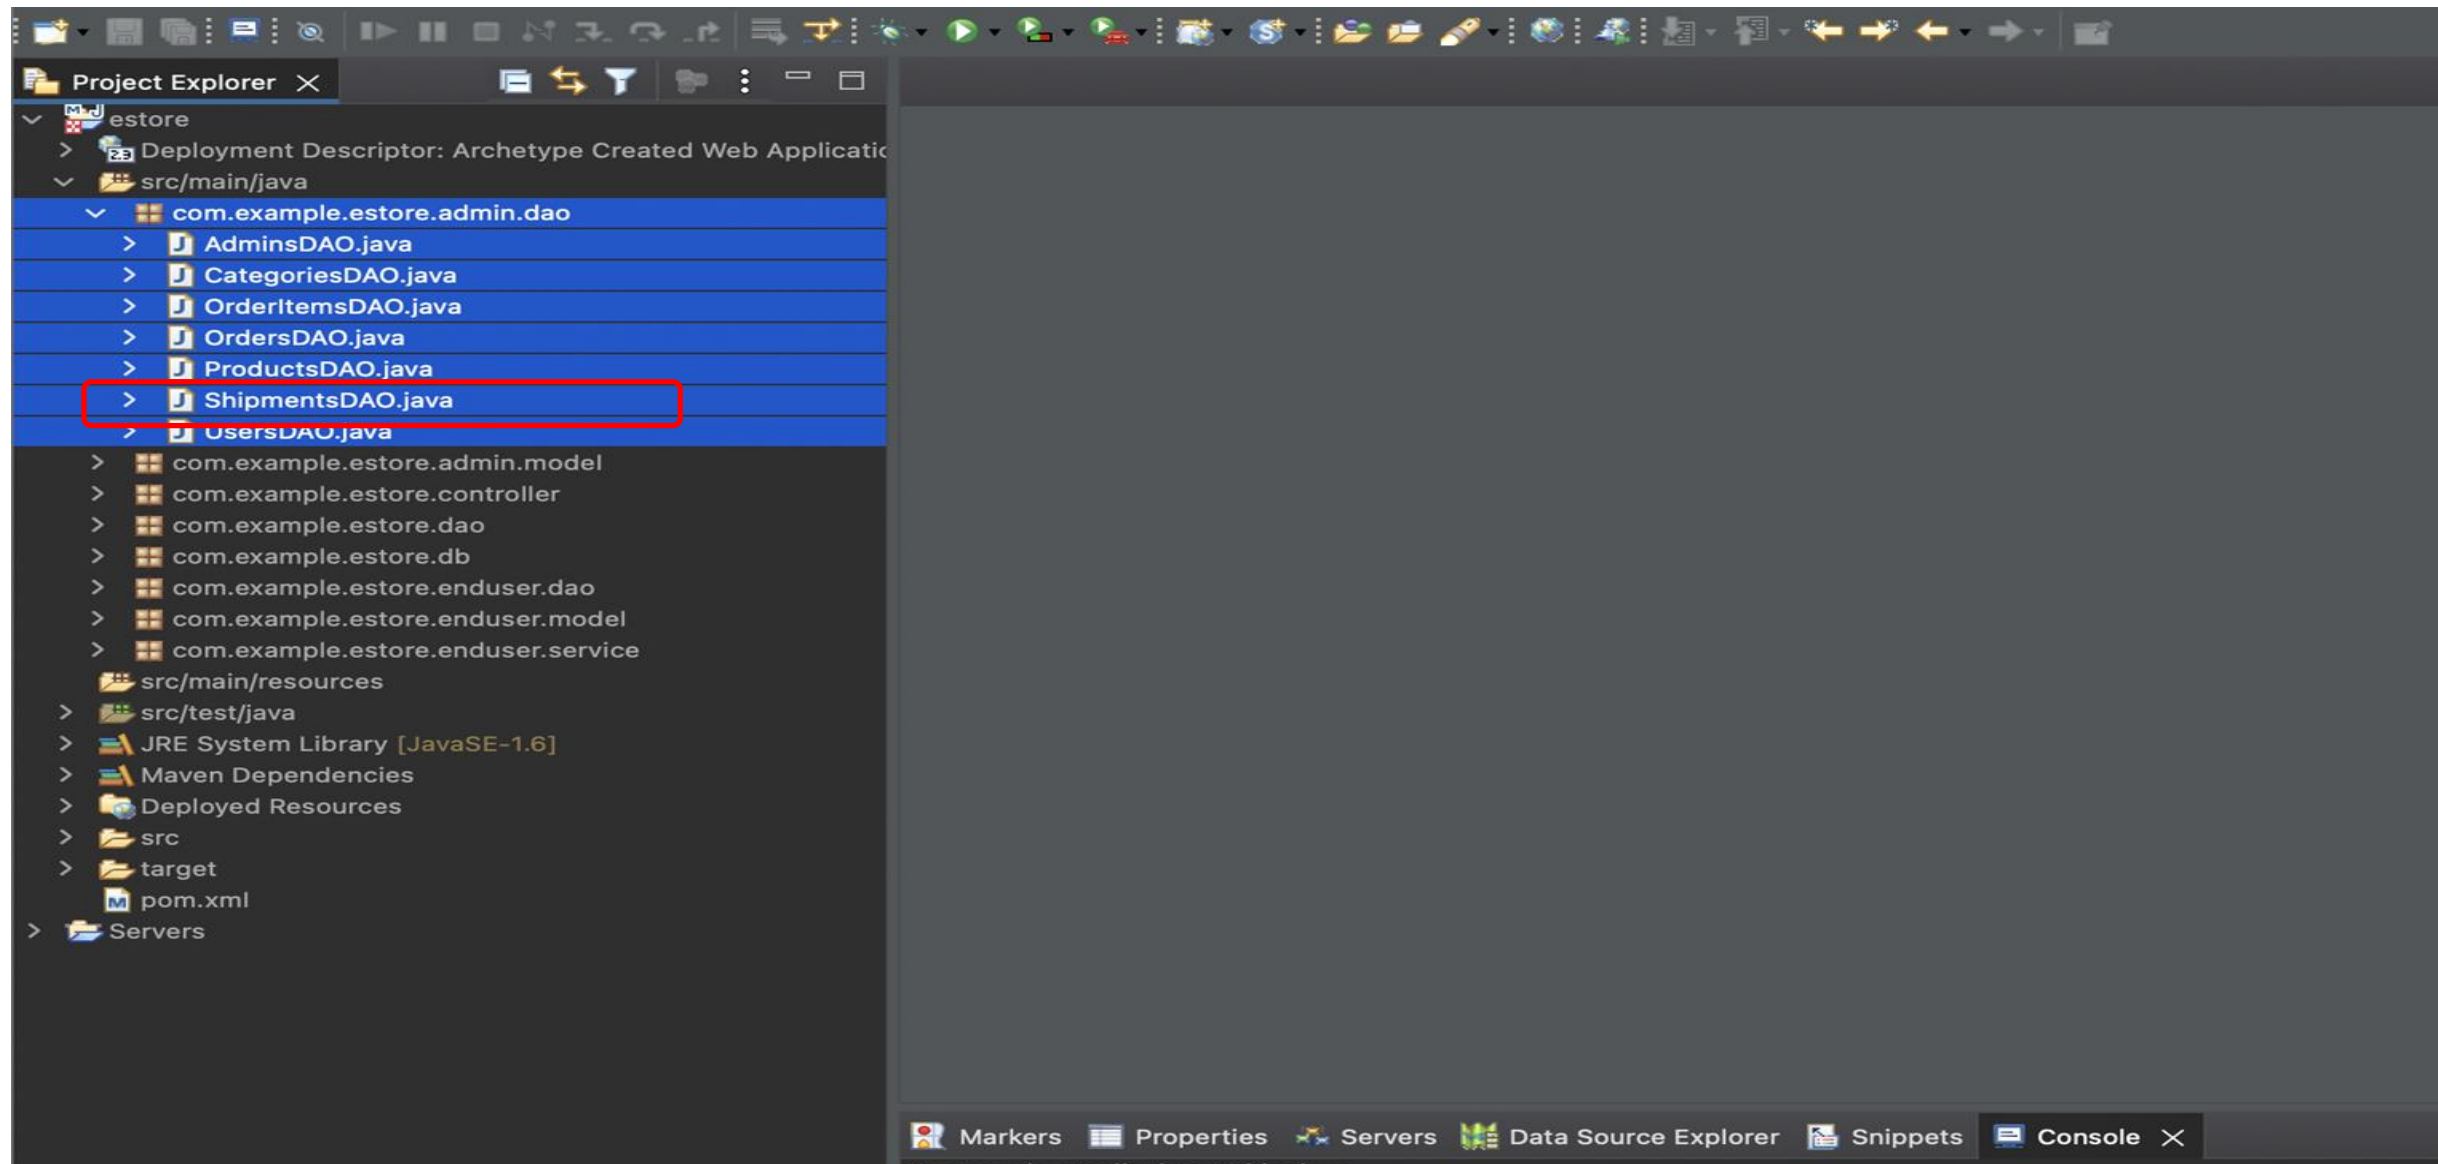 Project Explorer
estore
Deployment Descriptor: Archetype Created Web Applicatic
src/main/java
com.example.estore.admin.dao
AdminsDAO.java
CategoriesDAO.java
OrderItemsDAO.java
OrdersDAO.java
ProductsDAO.java
ShipmentsDAO.java
UsersDAO.java
com.example.estore.admin.model
com.example.estore.controller
com.example.estore.dao
com.example.estore.db
com.example.estore.enduser.dao
com.example.estore.enduser.model
com.example.estore.enduser.service
src/main/resources
src/test/java
JRE System Library [JavaSE-1.6]
Maven Dependencies
Deployed Resources
src
target
pom.xml
Servers
Markers Properties Servers Data Source Explorer Snippets Console